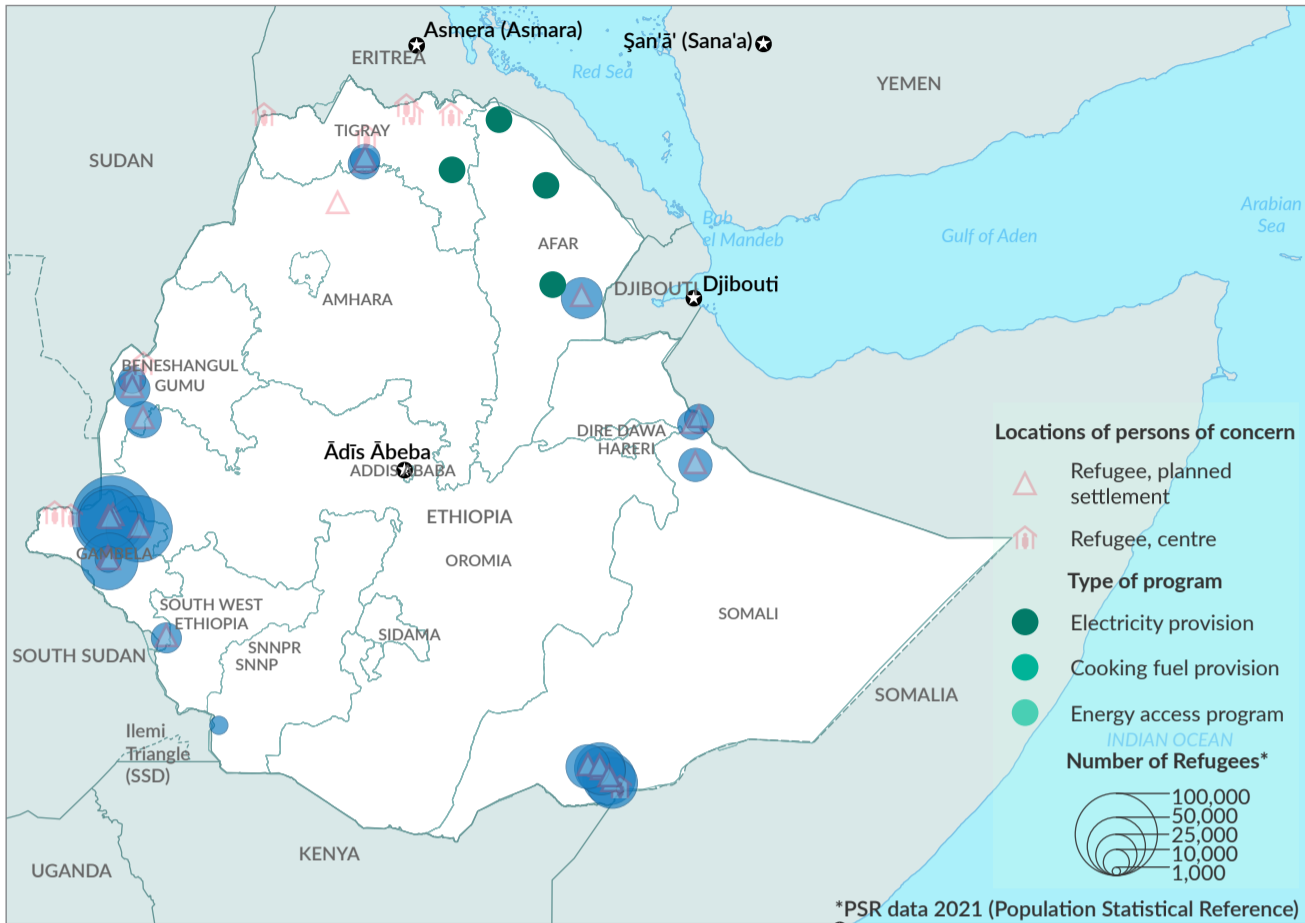 Asmera (Asmara)
Şan'ā' (Sana'a)
ERITREA
Red Sea
YEMEN
TIGRAY
SUDAN
Arabian
Sea
Bab
el Mandeb
Gulf of Aden
AFAR
DJIBOUTI
Djibouti
AMHARA
BENESHANGUL
GUMU
DIRE DAWA
HARERI
Ādīs Ābeba
ADDIS ABABA
ETHIOPIA
OROMIA
GAMBELA
SOUTH WEST
ETHIOPIA
SIDAMA
SNNPR
SNNP
SOMALI
SOUTH SUDAN
SOMALIA
Ilemi
Triangle
(SSD)
KENYA
UGANDA
Locations of persons of concern
Refugee, planned
settlement
Refugee, centre
Type of program
Electricity provision
Cooking fuel provision
Energy access program
INDIAN OCEAN
Number of Refugees*
100,000
50,000
25,000
10,000
1,000
*PSR data 2021 (Population Statistical Reference)